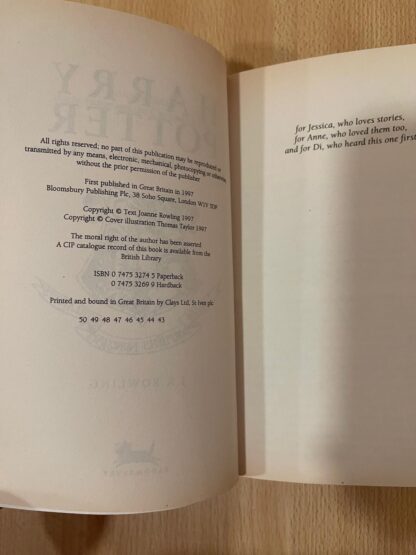 All rights reserved; no part of this publication may be reproduced or
transmitted by any means, electronic, mechanical, photocopying or otherwise,
without the prior permission of the publisher
First published in Great Britain in 1997
Bloomsbury Publishing Plc, 38 Soho Square, London W1V 5DF
Copyright © Text Joanne Rowling 1997
Copyright © Cover illustration Thomas Taylor 1997
The moral right of the author has been asserted
A CIP catalogue record of this book is available from the
British Library
ISBN 0 7475 3274 5 Paperback
0 7475 3269 9 Hardback
Printed and bound in Great Britain by Clays Ltd, St Ives plc
50 49 48 47 46 45 44 43
HARRY
POTTER
J.K. ROWLING
BLOOMSBURY
for Jessica, who loves stories,
for Anne, who loved them too,
and for Di, who heard this one first